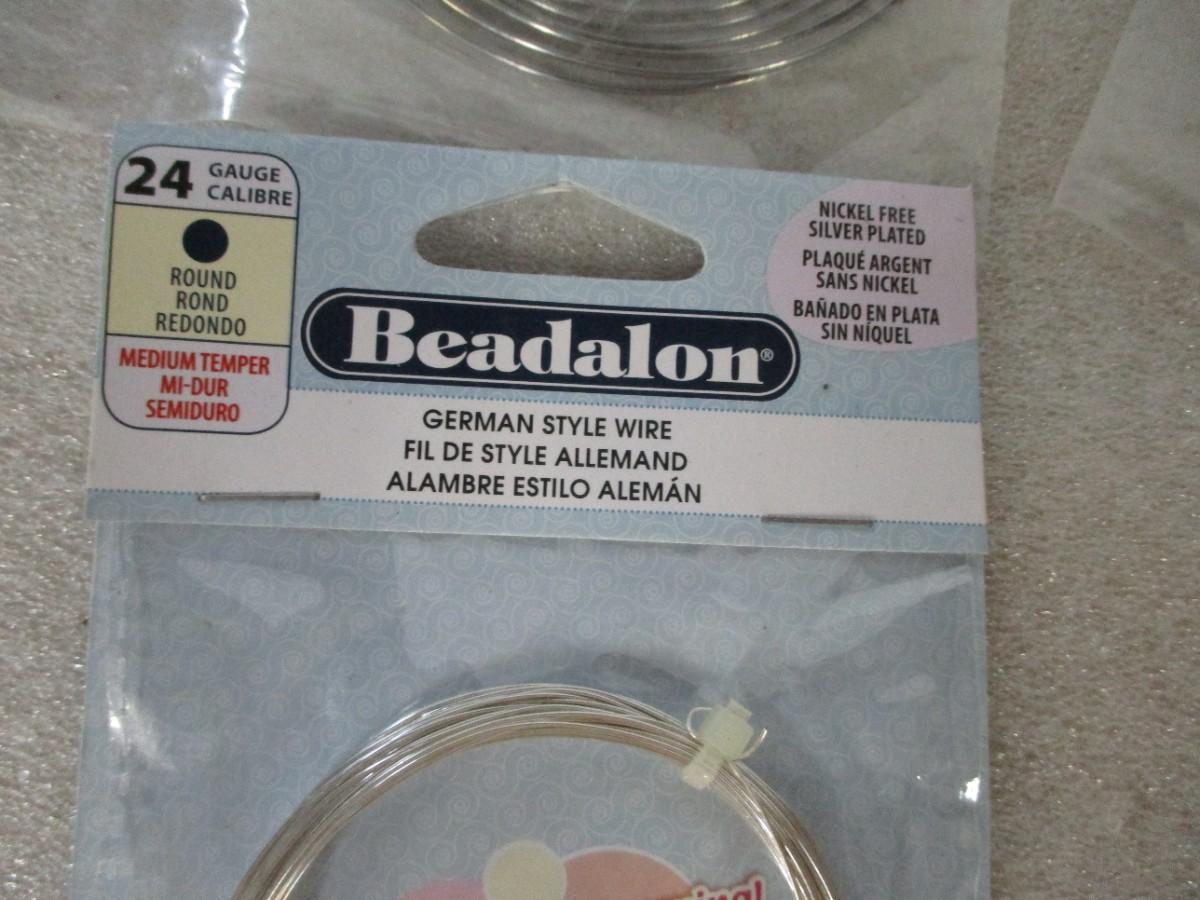 24 GAUGE
CALIBRE
ROUND
ROND
REDONDO
MEDIUM TEMPER
MI-DUR
SEMIDURO
NICKEL FREE
SILVER PLATED
PLAQUÉ ARGENT
SANS NICKEL
BAÑADO EN PLATA
SIN NÍQUEL
Beadalon®
GERMAN STYLE WIRE
FIL DE STYLE ALLEMAND
ALAMBRE ESTILO ALEMÁN